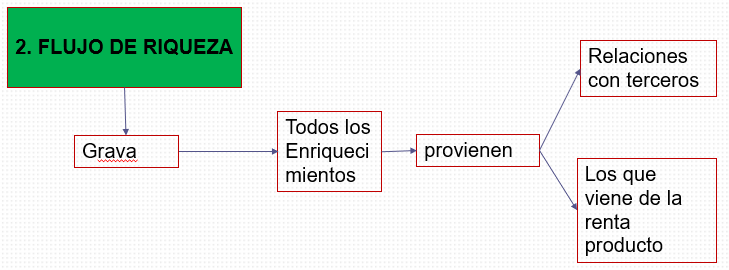 2. FLUJO DE RIQUEZA
Grava
Todos los
Enriqueci
mientos
provienen
Relaciones
con terceros
Los que
viene de la
renta
producto